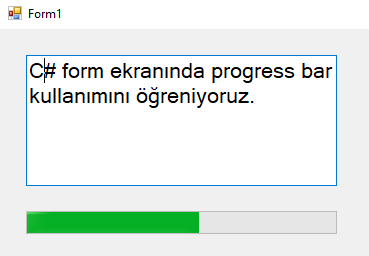 Form1
C# form ekranında progress bar
kullanımını öğreniyoruz.